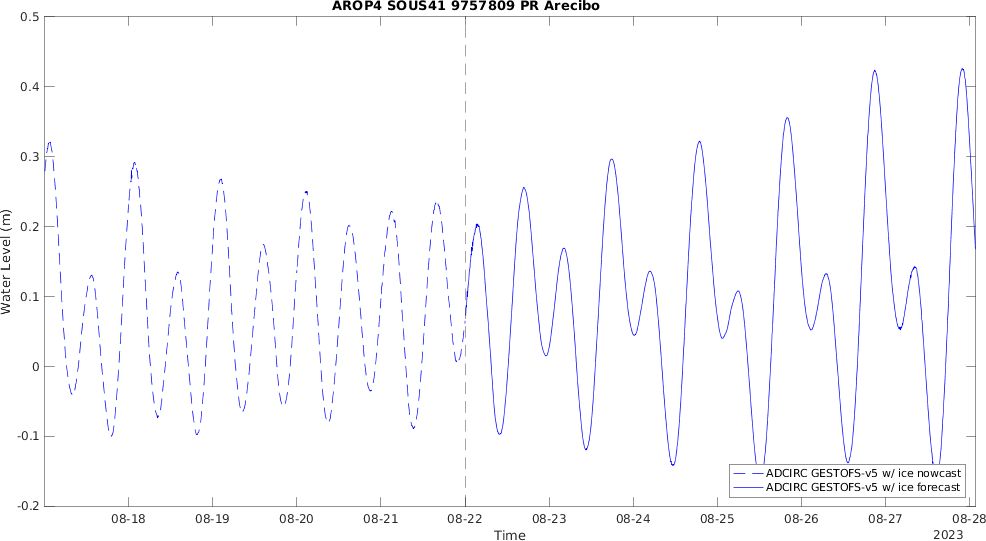 AROP4 SOUS41 9757809 PR Arecibo
0.5
0.4
0.3
0.2
0.1
0
-0.1
-0.2
Water Level (m)
08-18 08-19 08-20 08-21 08-22 08-23 08-24 08-25 08-26 08-27 08-28
Time
2023
ADCIRC GESTOFS-v5 w/ ice nowcast
ADCIRC GESTOFS-v5 w/ ice forecast